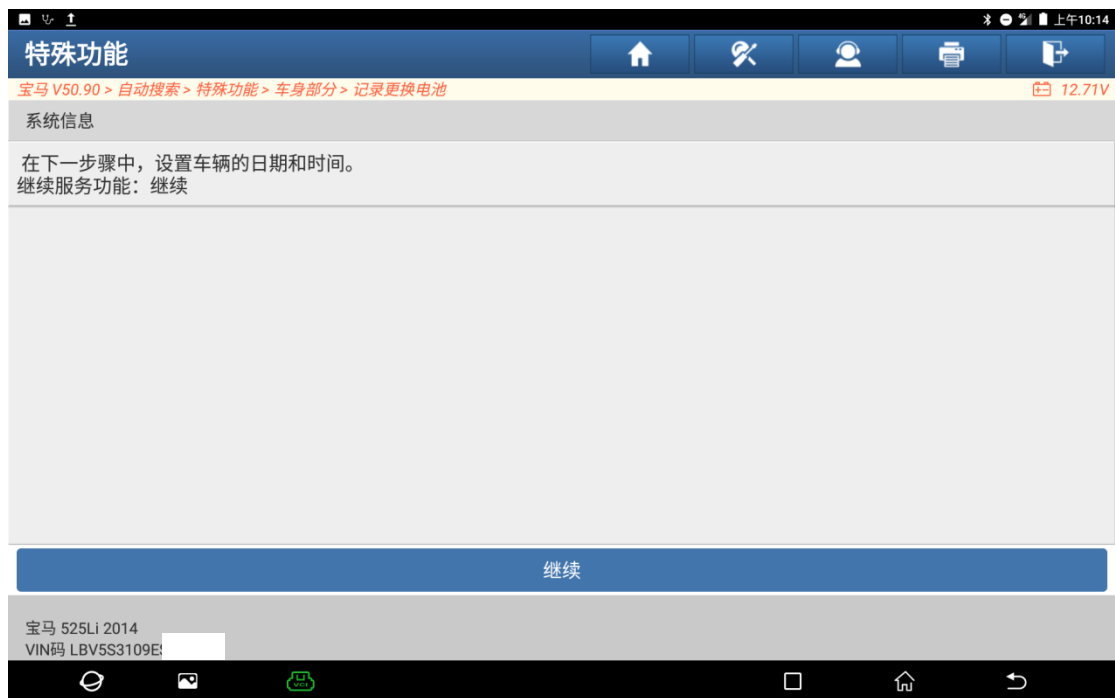 上午10:14
特殊功能
宝马 V50.90 > 自动搜索 > 特殊功能 > 车身部分 > 记录更换电池
12.71V
系统信息
在下一步骤中，设置车辆的日期和时间。
继续服务功能：继续
继续
宝马 525Li 2014
VIN码 LBV5S3109E
VCI